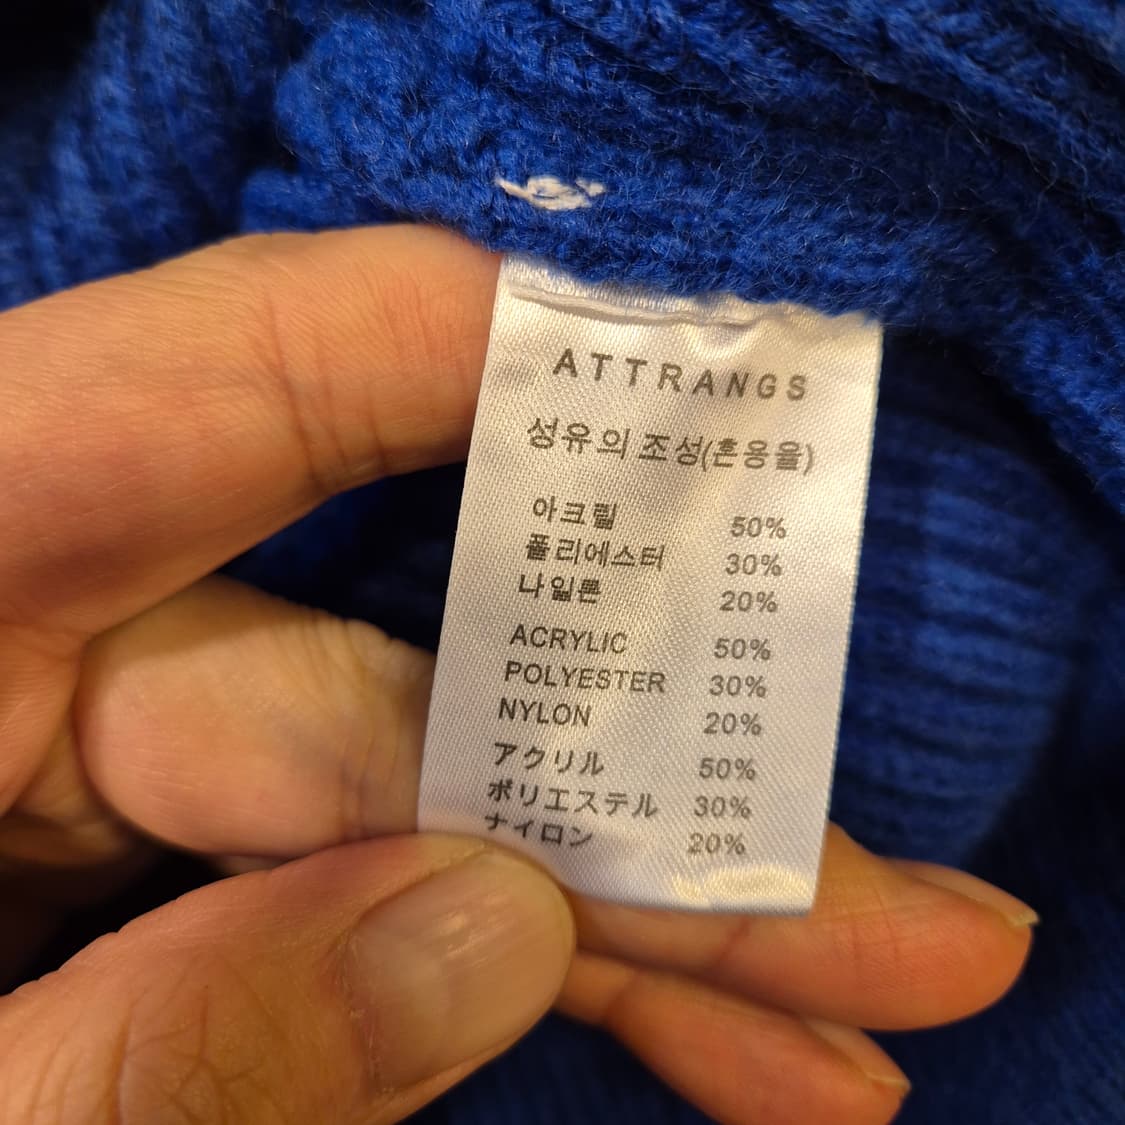 ATTRANGS
섬유의 조성(혼용율)
아크릴 50%
폴리에스터 30%
나일론 20%
ACRYLIC 50%
POLYESTER 30%
NYLON 20%
アクリル 50%
ポリエステル 30%
ナイロン 20%